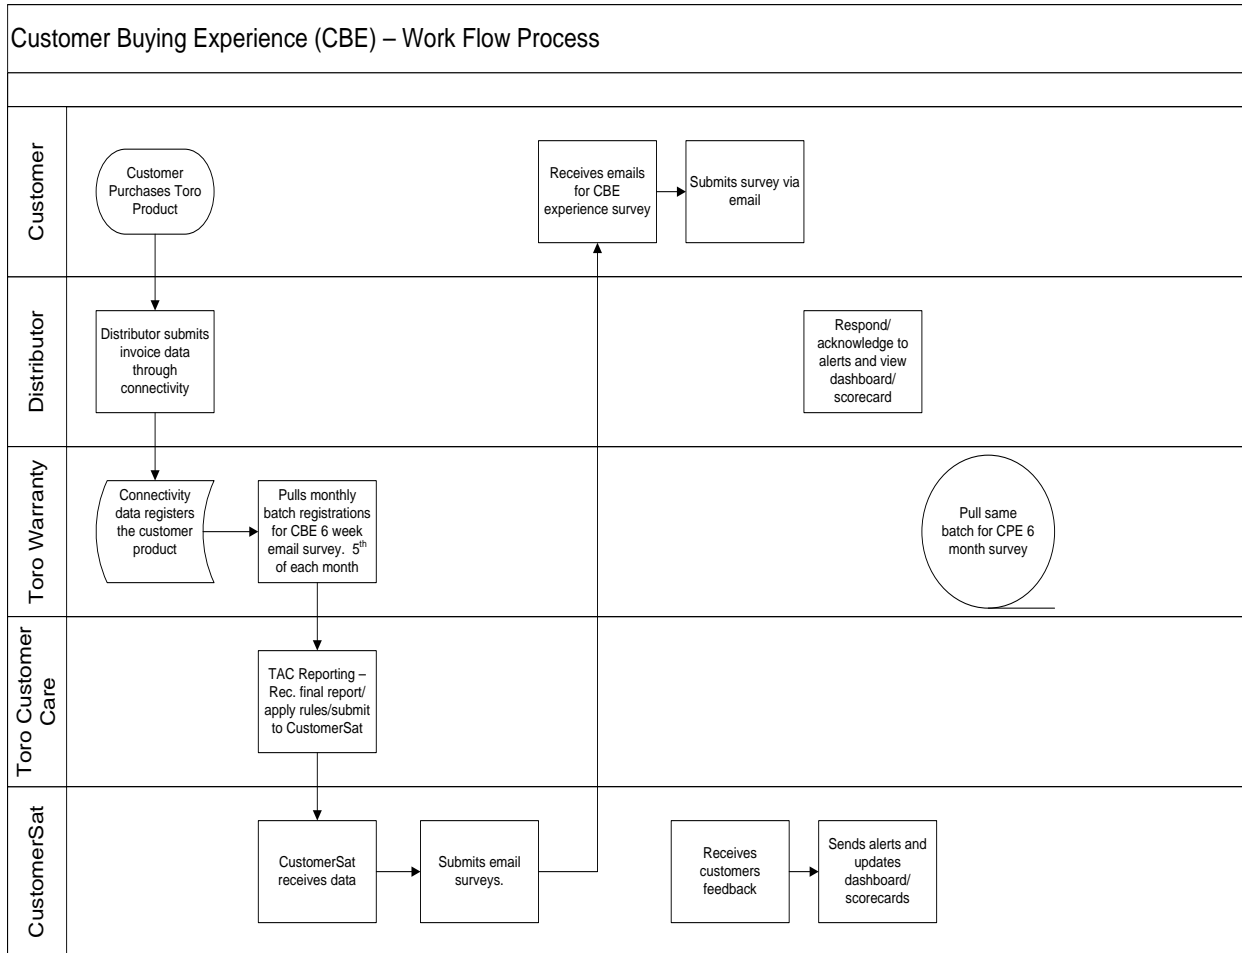 Customer Buying Experience (CBE) – Work Flow Process
Customer
Customer
Purchases Toro
Product
Receives emails
for CBE
experience survey
Submits survey via
email
Distributor
Distributor submits
invoice data
through
connectivity
Respond/
acknowledge to
alerts and view
dashboard/
scorecard
Toro Warranty
Connectivity
data registers
the customer
product
Pulls monthly
batch registrations
for CBE 6 week
email survey. 5th
of each month
Pull same
batch for CPE 6
month survey
Toro Customer
Care
TAC Reporting –
Rec. final report/
apply rules/submit
to CustomerSat
CustomerSat
CustomerSat
receives data
Submits email
surveys.
Receives
customers
feedback
Sends alerts and
updates
dashboard/
scorecards